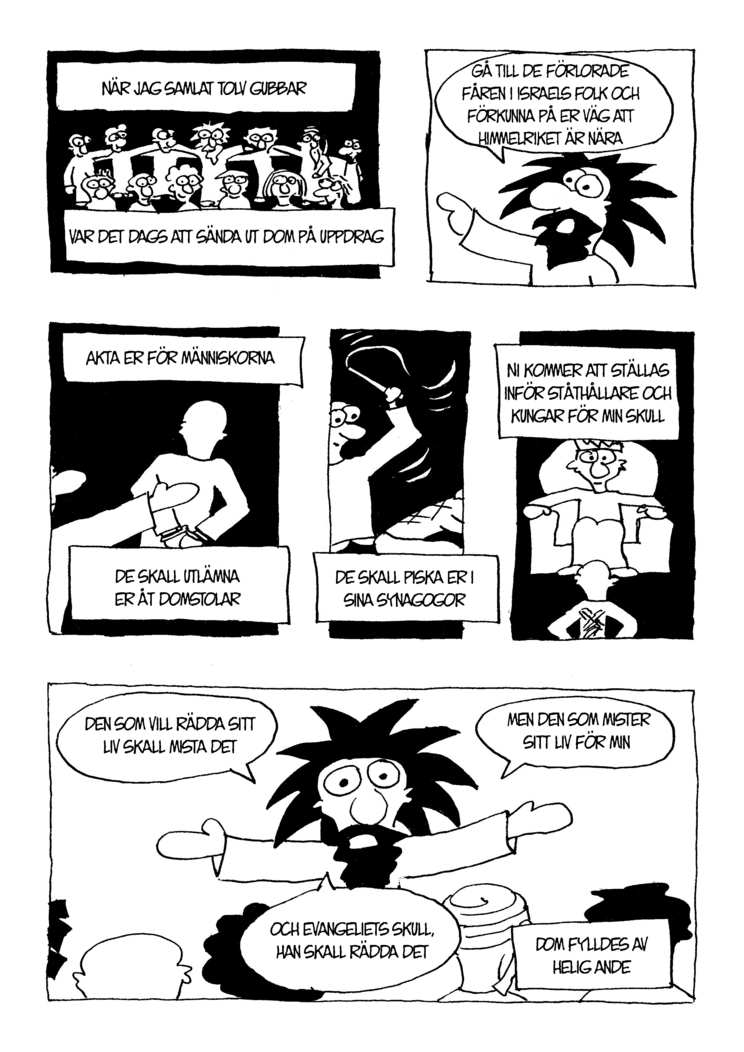 NÄR JAG SAMLAT TOLV GUBBAR
VAR DET DAGS ATT SÄNDA UT DOM PÅ UPPDRAG
GÅ TILL DE FÖRLORADE
FÅREN I ISRAELS FOLK OCH
FÖRKUNNA PÅ ER VÄG ATT
HIMMELRIKET ÄR NÄRA
AKTA ER FÖR MÄNNISKORNA
DE SKALL UTLÄMNA
ER ÅT DOMSTOLAR
DE SKALL PISKA ER I
SINA SYNAGOGOR
NI KOMMER ATT STÄLLAS
INFÖR STÅTHÅLLARE OCH
KUNGAR FÖR MIN SKULL
DEN SOM VILL RÄDDA SITT
LIV SKALL MISTA DET
MEN DEN SOM MISTER
SITT LIV FÖR MIN
OCH EVANGELIETS SKULL,
HAN SKALL RÄDDA DET
DOM FYLLDES AV
HELIG ANDE